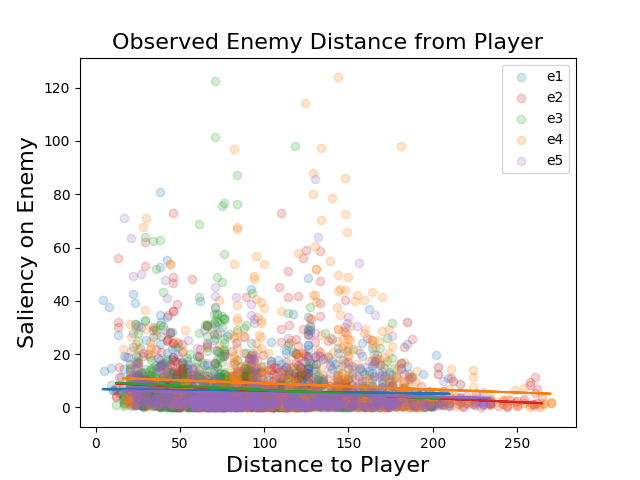 Observed Enemy Distance from Player
e1
e2
e3
e4
e5
120
100
80
60
40
20
0
Saliency on Enemy
0 50 100 150 200 250
Distance to Player